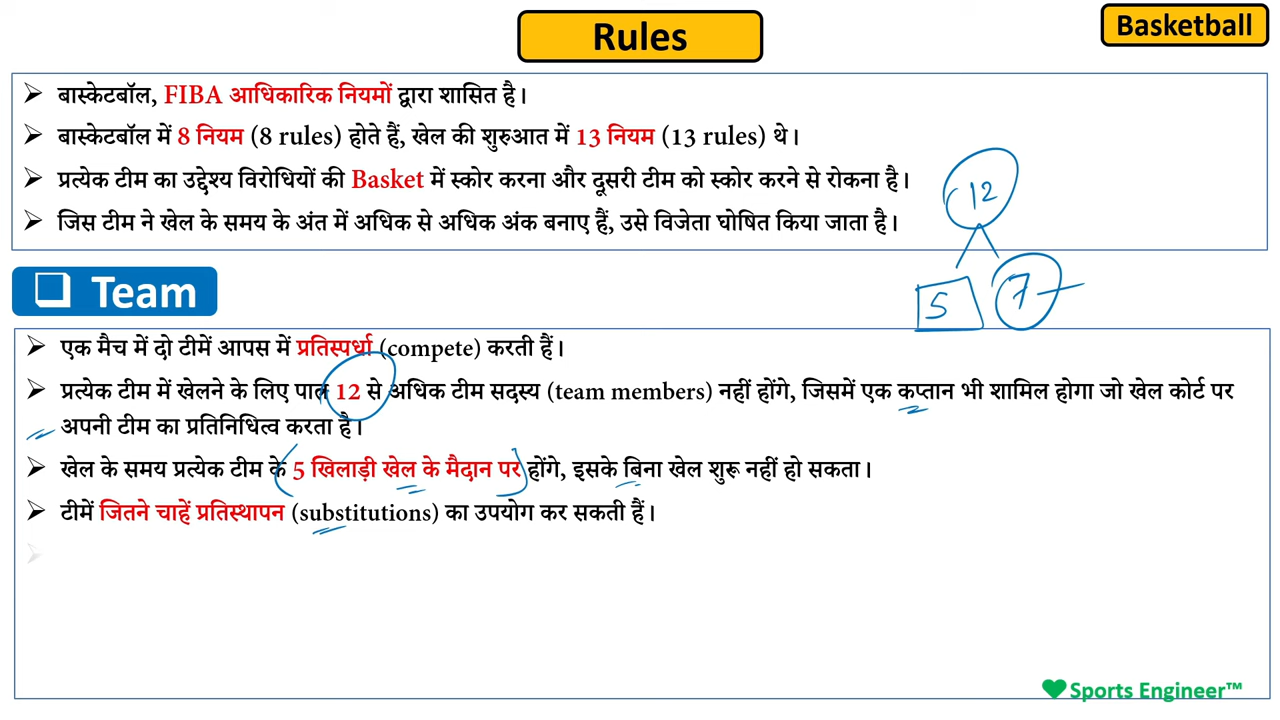 Rules
Basketball
➤ बास्केटबॉल, FIBA आधिकारिक नियमों द्वारा शासित है।
➤ बास्केटबॉल में 8 नियम (8 rules) होते हैं, खेल की शुरुआत में 13 नियम (13 rules) थे।
➤ प्रत्येक टीम का उद्देश्य विरोधियों की Basket में स्कोर करना और दूसरी टीम को स्कोर करने से रोकना है।
➤ जिस टीम ने खेल के समय के अंत में अधिक से अधिक अंक बनाए हैं, उसे विजेता घोषित किया जाता है।
12
5 7
❑ Team
➤ एक मैच में दो टीमें आपस में प्रतिस्पर्धा (compete) करती हैं।
➤ प्रत्येक टीम में खेलने के लिए 12 से अधिक टीम सदस्य (team members) नहीं होंगे, जिसमें एक कप्तान भी शामिल होगा जो खेल कोर्ट पर
अपनी टीम का प्रतिनिधित्व करता है।
➤ खेल के समय प्रत्येक टीम के 5 खिलाड़ी खेल के मैदान पर होंगे, इसके बिना खेल शुरू नहीं हो सकता।
➤ टीमें जितने चाहें प्रतिस्थापन (substitutions) का उपयोग कर सकती हैं।
➤
Sports Engineer™